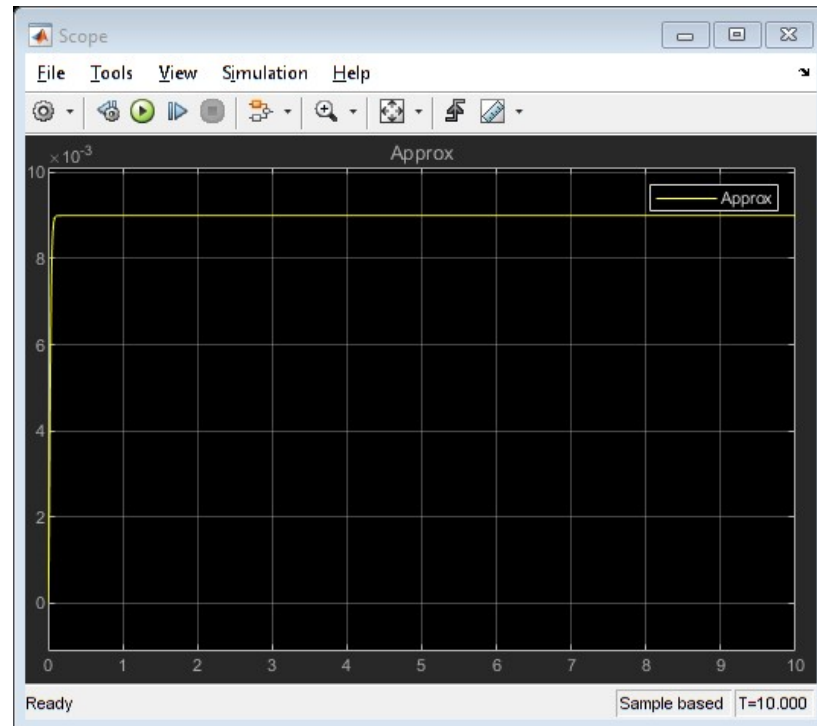 Scope
File Tools View Simulation Help
×10^-3
Approx
10
Approx
8
6
4
2
0
0 1 2 3 4 5 6 7 8 9 10
Ready Sample based T=10.000